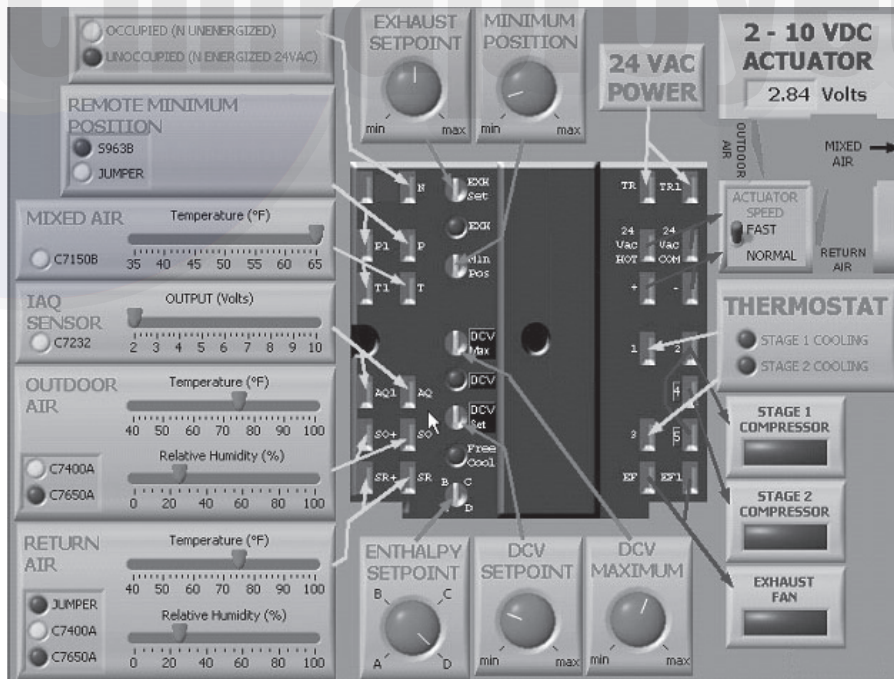 OCCUPIED (N UNENERGIZED)
UNOCCUPIED (N ENERGIZED 24VAC)
EXHAUST
SETPOINT
min max
MINIMUM
POSITION
min max
24 VAC
POWER
2 - 10 VDC
ACTUATOR
2.84 Volts
REMOTE MINIMUM
POSITION
S963B
JUMPER
OUTDOOR
AIR
MIXED
AIR
ACTUATOR
SPEED
FAST
NORMAL
RETURN
AIR
MIXED AIR
Temperature (°F)
C7150B
35 40 45 50 55 60 65
IAQ
SENSOR
OUTPUT (Volts)
C7232
2 3 4 5 6 7 8 9 10
OUTDOOR
AIR
Temperature (°F)
40 50 60 70 80 90 100
Relative Humidity (%)
C7400A
C7650A
0 20 40 60 80 100
RETURN
AIR
Temperature (°F)
40 50 60 70 80 90 100
Relative Humidity (%)
JUMPER
C7400A
C7650A
0 20 40 60 80 100
N
EXH
Set
P1
P
EXH
Min
Pos
T1
T
DCV
Max
AQ1
AQ
DCV
DCV
Set
SO+
SO
Free
Cool
SR+
SR
B C
D
TR
TR1
24
Vac
HOT
24
Vac
COM
+
-
1
2
4
3
5
EF
EF1
THERMOSTAT
STAGE 1 COOLING
STAGE 2 COOLING
STAGE 1
COMPRESSOR
STAGE 2
COMPRESSOR
EXHAUST
FAN
ENTHALPY
SETPOINT
B C
A D
DCV
SETPOINT
min max
DCV
MAXIMUM
min max